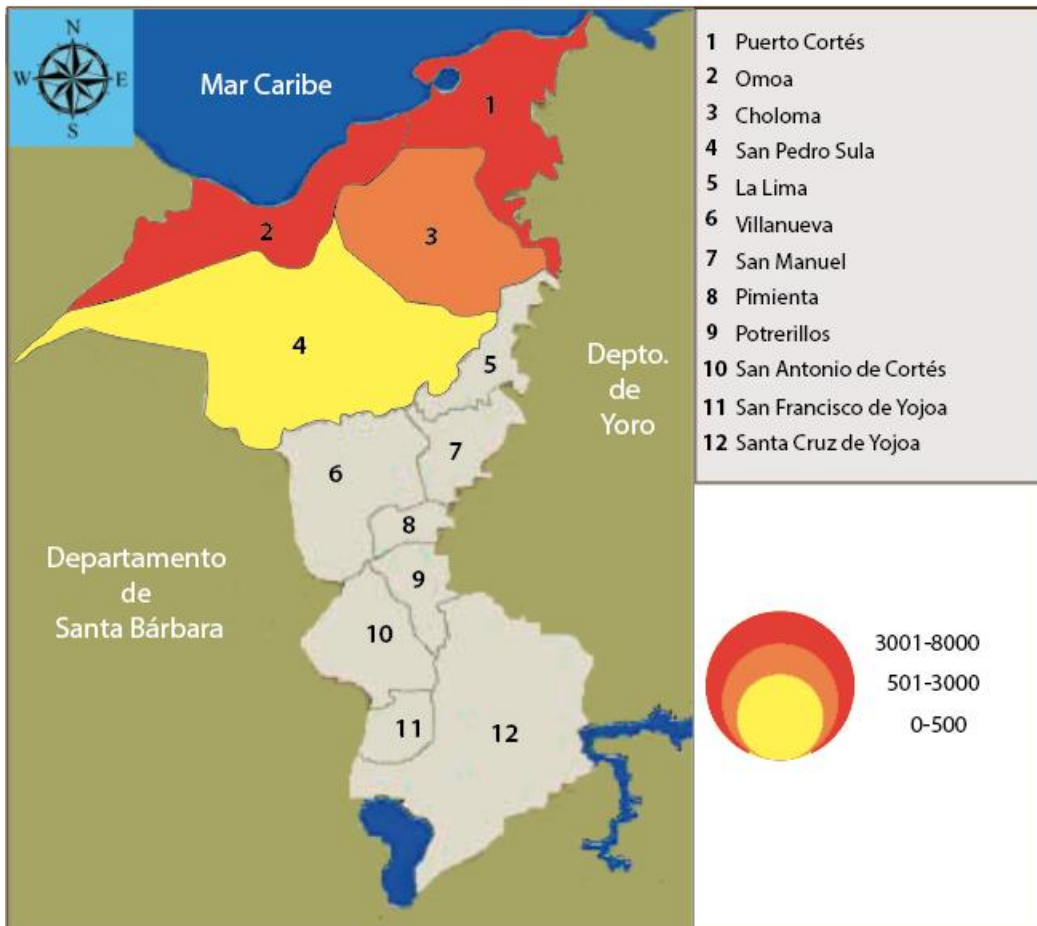 N
W E
S
Mar Caribe
1
2
3
4
5
6
7
8
9
10
11
12
Depto.
de
Yoro
Departamento
de
Santa Bárbara
1 Puerto Cortés
2 Omoa
3 Choloma
4 San Pedro Sula
5 La Lima
6 Villanueva
7 San Manuel
8 Pimienta
9 Potrerillos
10 San Antonio de Cortés
11 San Francisco de Yojoa
12 Santa Cruz de Yojoa
3001-8000
501-3000
0-500